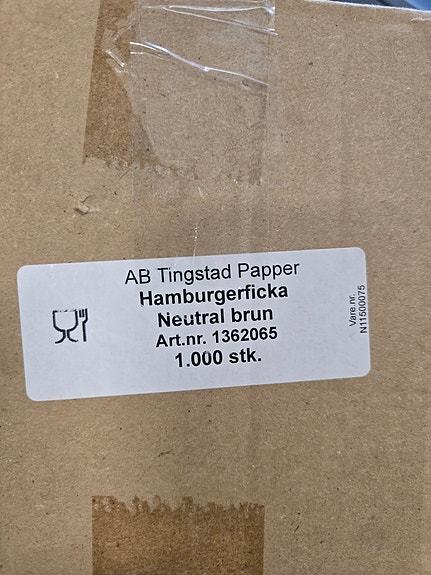 AB Tingstad Papper
Hamburgerficka
Neutral brun
Art.nr. 1362065
1.000 stk.
Vare.nr.
N11500075